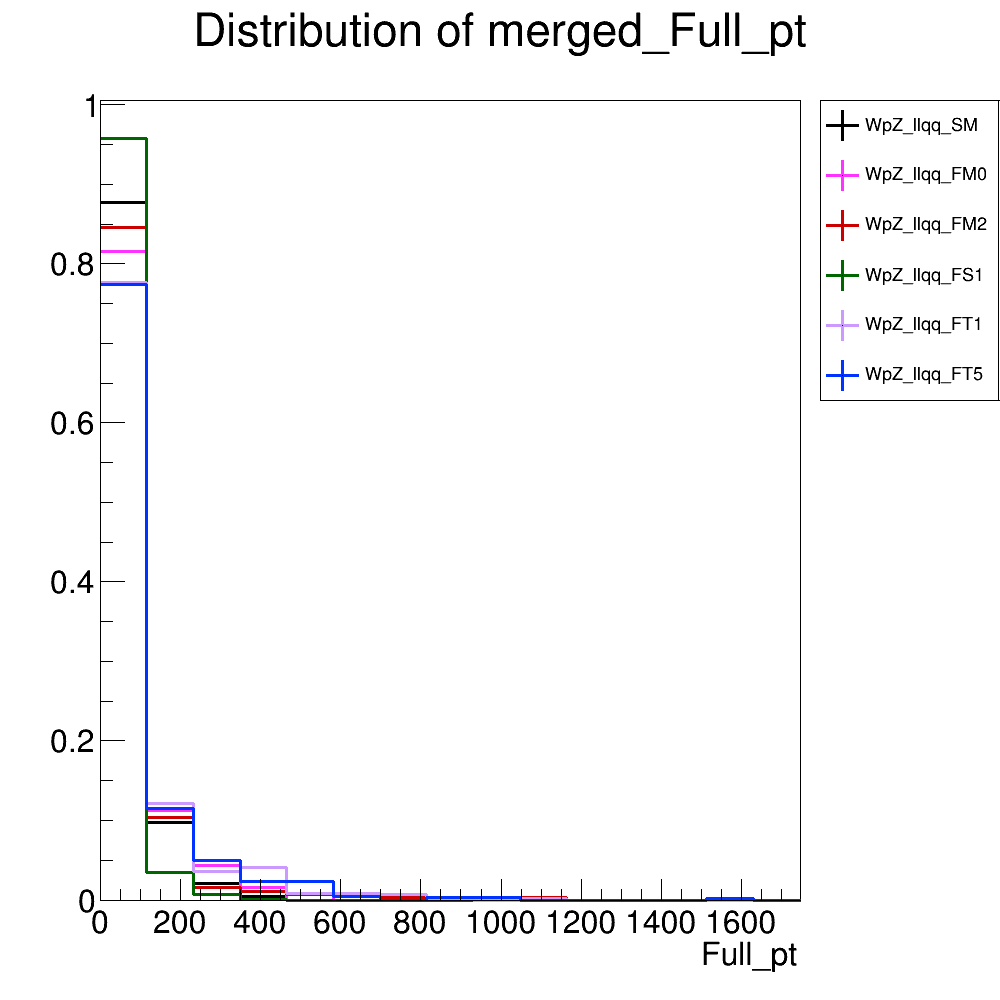 Distribution of merged_Full_pt
1
0.8
0.6
0.4
0.2
0
0 200 400 600 800 1000 1200 1400 1600
Full_pt
WpZ_llqq_SM
WpZ_llqq_FM0
WpZ_llqq_FM2
WpZ_llqq_FS1
WpZ_llqq_FT1
WpZ_llqq_FT5